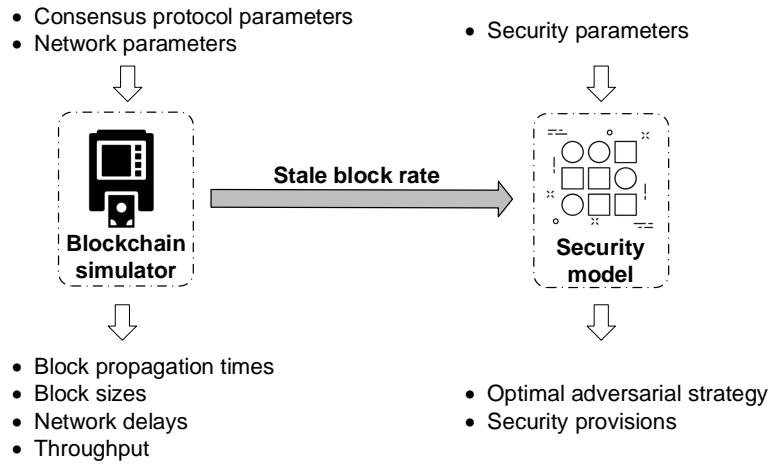 • Consensus protocol parameters
• Network parameters
• Security parameters
Stale block rate
Blockchain
simulator
Security
model
• Block propagation times
• Block sizes
• Network delays
• Throughput
• Optimal adversarial strategy
• Security provisions